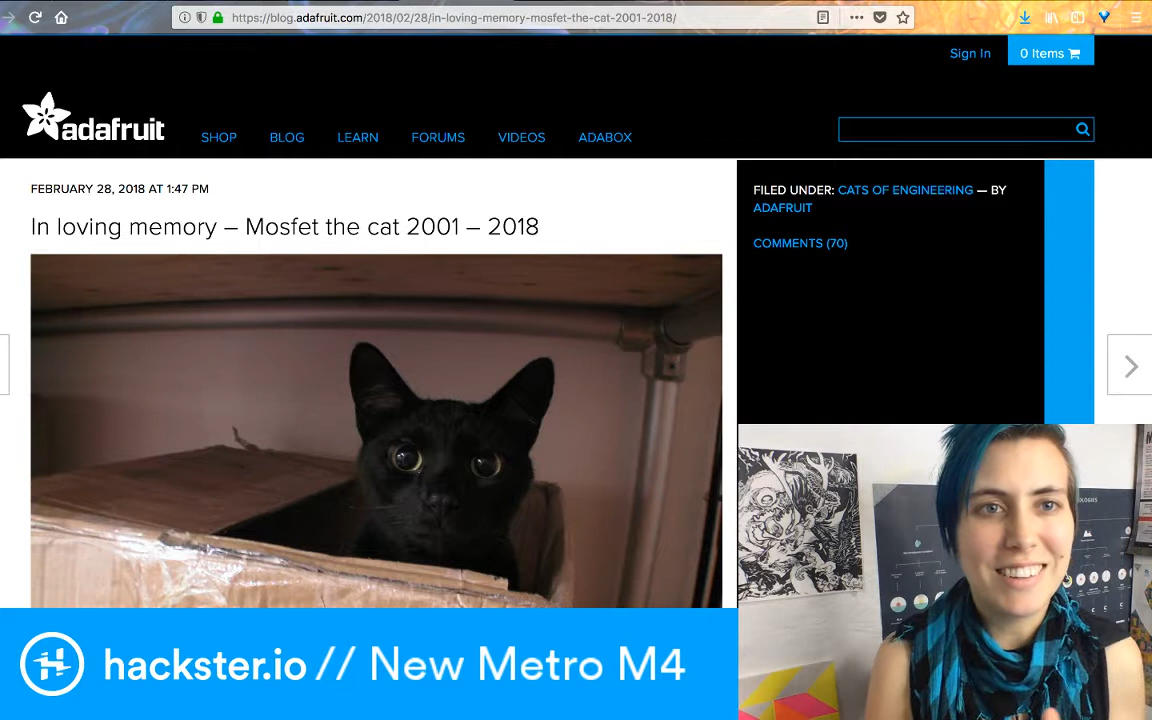 https://blog.adafruit.com/2018/02/28/in-loving-memory-mosfet-the-cat-2001-2018/
Sign In
0 Items
adafruit
SHOP
BLOG
LEARN
FORUMS
VIDEOS
ADABOX
FEBRUARY 28, 2018 AT 1:47 PM
In loving memory – Mosfet the cat 2001 – 2018
FILED UNDER: CATS OF ENGINEERING — BY
ADAFRUIT
COMMENTS (70)
hackster.io // New Metro M4